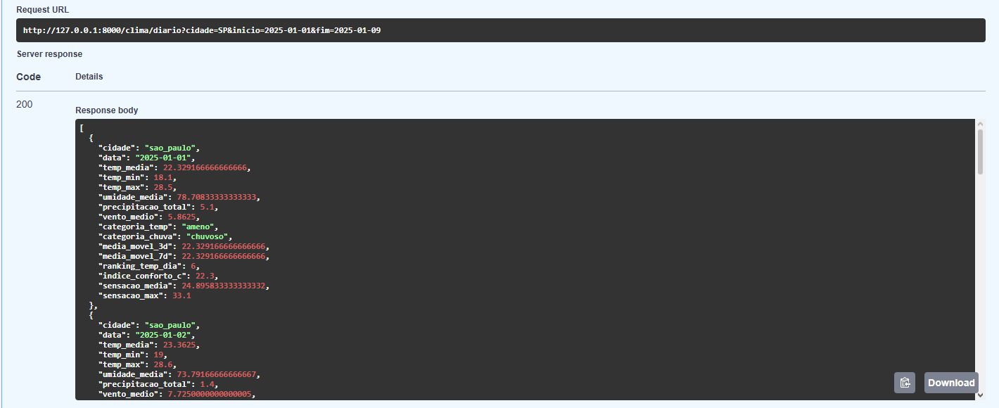 Request URL
http://127.0.0.1:8000/clima/diario?cidade=SP&inicio=2025-01-01&fim=2025-01-09
Server response
Code Details
200
Response body
[
{
"cidade": "sao_paulo",
"data": "2025-01-01",
"temp_media": 22.329166666666666,
"temp_min": 18.1,
"temp_max": 28.5,
"umidade_media": 78.70833333333333,
"precipitacao_total": 5.1,
"vento_medio": 5.8625,
"categoria_temp": "ameno",
"categoria_chuva": "chuvoso",
"media_movel_3d": 22.329166666666666,
"media_movel_7d": 22.329166666666666,
"ranking_temp_dia": 6,
"indice_conforto_c": 22.3,
"sensacao_media": 24.895833333333332,
"sensacao_max": 33.1
},
{
"cidade": "sao_paulo",
"data": "2025-01-02",
"temp_media": 23.3625,
"temp_min": 19,
"temp_max": 28.6,
"umidade_media": 73.79166666666667,
"precipitacao_total": 1.4,
"vento_medio": 7.7250000000000005,
Download